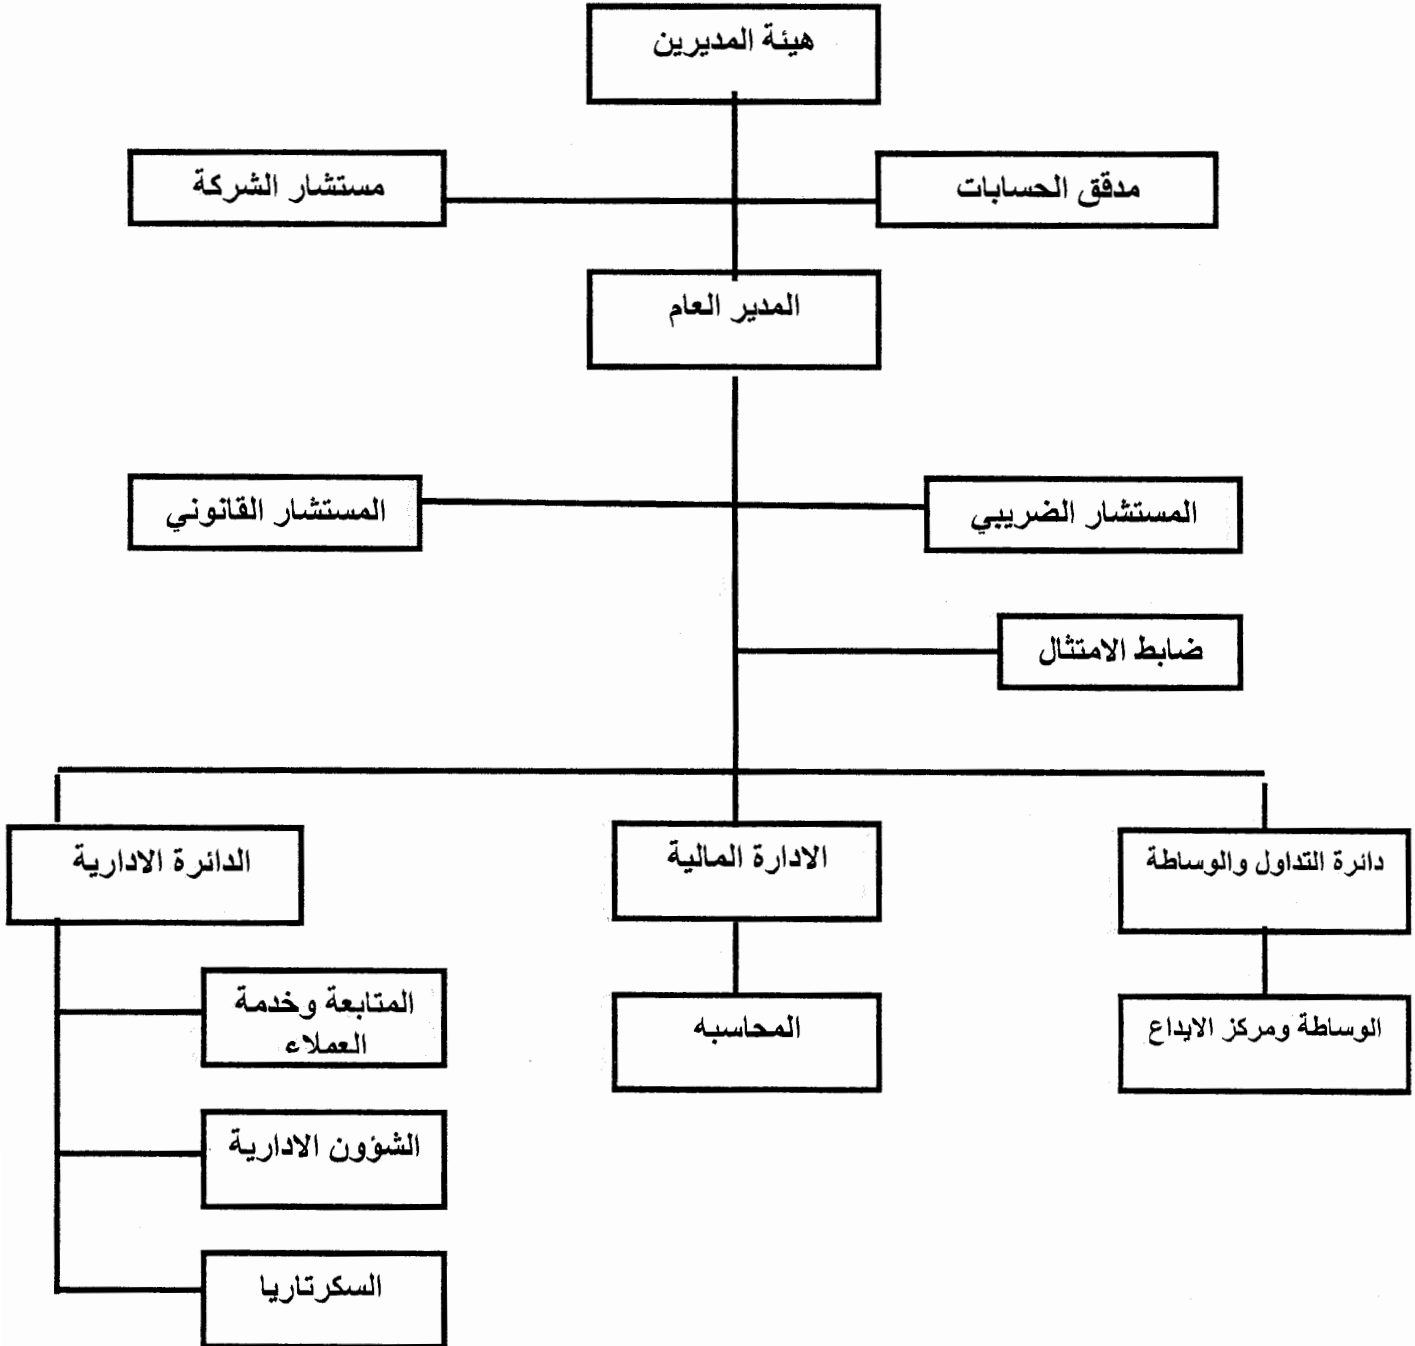 هيئة المديرين
مدقق الحسابات
مستشار الشركة
المدير العام
المستشار الضريبي
المستشار القانوني
ضابط الامتثال
دائرة التداول والوساطة
الادارة المالية
الدائرة الادارية
الوساطة ومركز الايداع
المحاسبه
المتابعة وخدمة
العملاء
الشؤون الادارية
السكرتاريا